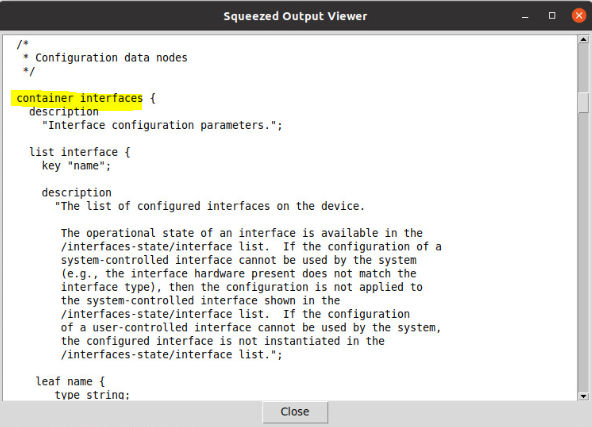 Squeezed Output Viewer
/*
* Configuration data nodes
*/
container interfaces {
description
"Interface configuration parameters.";
list interface {
key "name";
description
"The list of configured interfaces on the device.
The operational state of an interface is available in the
/interfaces-state/interface list.  If the configuration of a
system-controlled interface cannot be used by the system
(e.g., the interface hardware present does not match the
interface type), then the configuration is not applied to
the system-controlled interface shown in the
/interfaces-state/interface list.  If the configuration
of a user-controlled interface cannot be used by the system,
the configured interface is not instantiated in the
/interfaces-state/interface list.";
leaf name {
type string;
Close